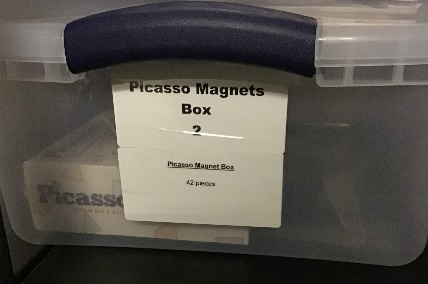 Picasso Magnets
Box
2
Picasso Magnet Box
42 pieces
Picasso